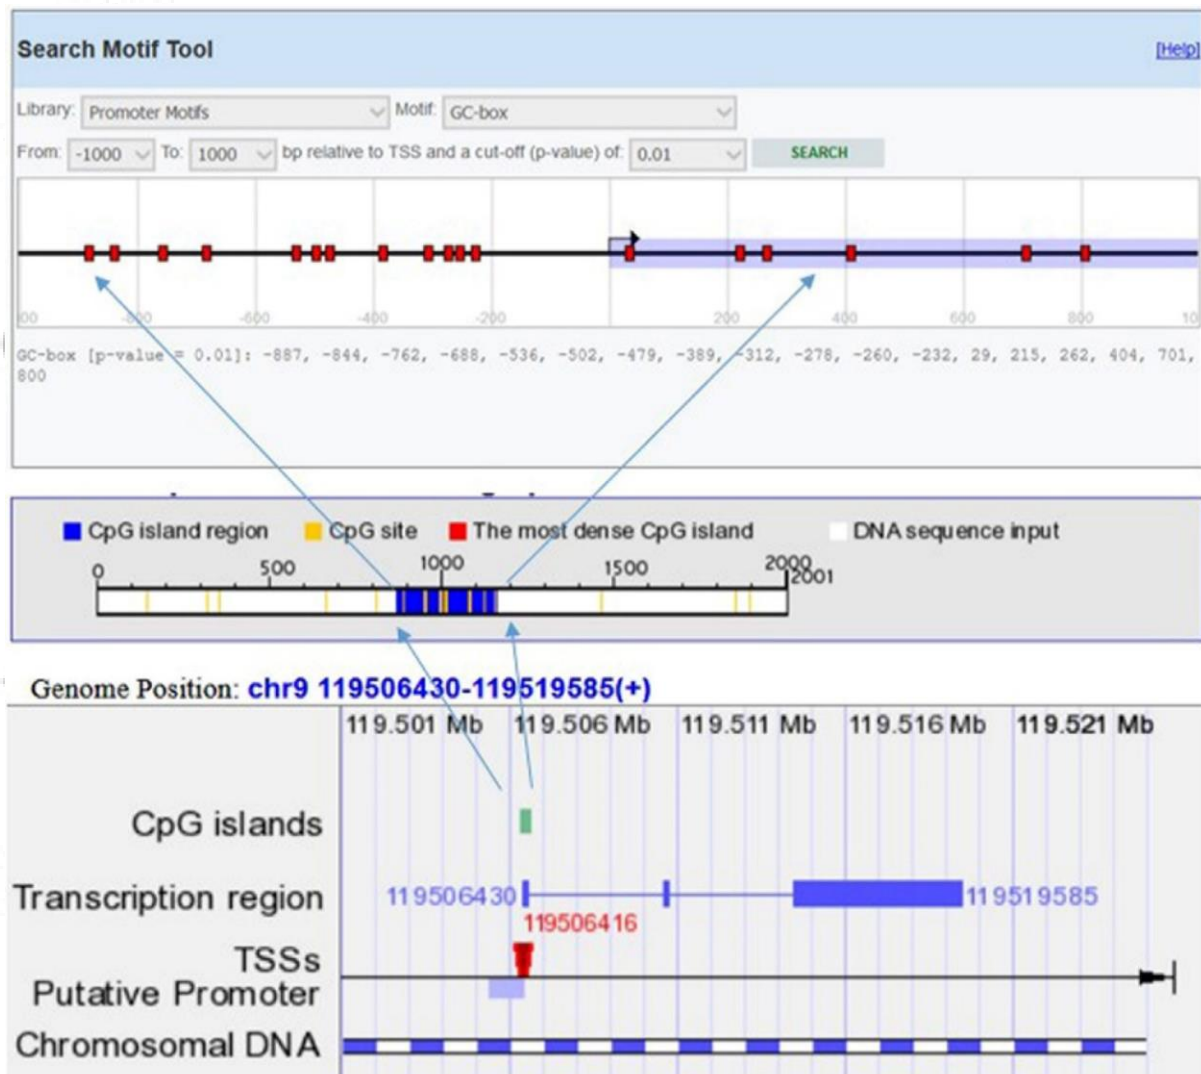 Search Motif Tool
[Help]
Library: Promoter Motifs Motif: GC-box
From: -1000 To: 1000 bp relative to TSS and a cut-off (p-value) of: 0.01 SEARCH
00 -800 -600 -400 -200 200 400 600 800 10
GC-box [p-value = 0.01]: -887, -844, -762, -688, -536, -502, -479, -389, -312, -278, -260, -232, 29, 215, 262, 404, 701,
800
CpG island region CpG site The most dense CpG island DNA sequence input
0 500 1000 1500 2000
2001
Genome Position: chr9 119506430-119519585(+)
119.501 Mb 119.506 Mb 119.511 Mb 119.516 Mb 119.521 Mb
CpG islands
Transcription region 119506430 119519585
119506416
TSSs
Putative Promoter
Chromosomal DNA